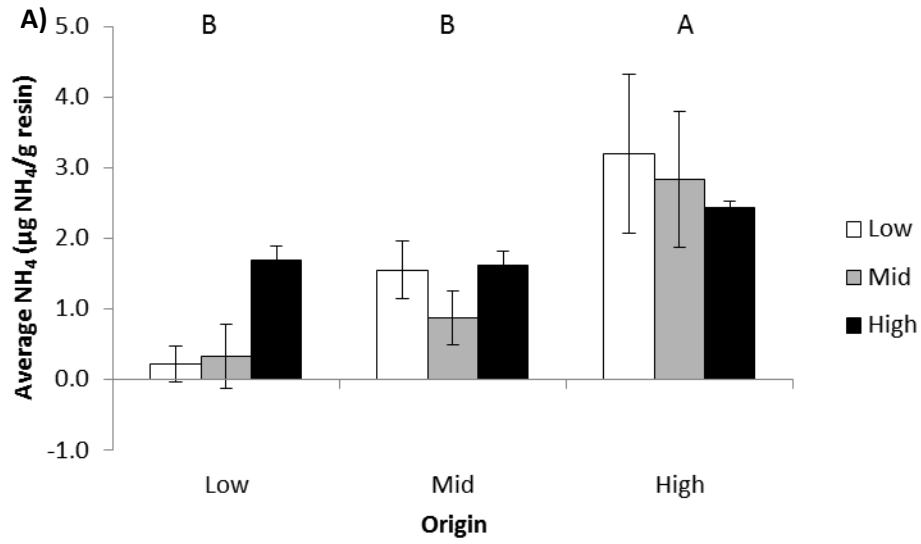 A)
B B A
5.0
4.0
3.0
2.0
1.0
0.0
-1.0
Average NH₄ (µg NH₄/g resin)
Low Mid High
Origin
Low
Mid
High